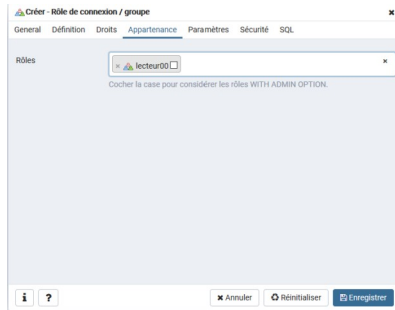 Créer - Rôle de connexion / groupe
General Définition Droits Appartenance Paramètres Sécurité SQL
Rôles
lecteur00
Cocher la case pour considérer les rôles WITH ADMIN OPTION.
i ? Annuler Réinitialiser Enregistrer